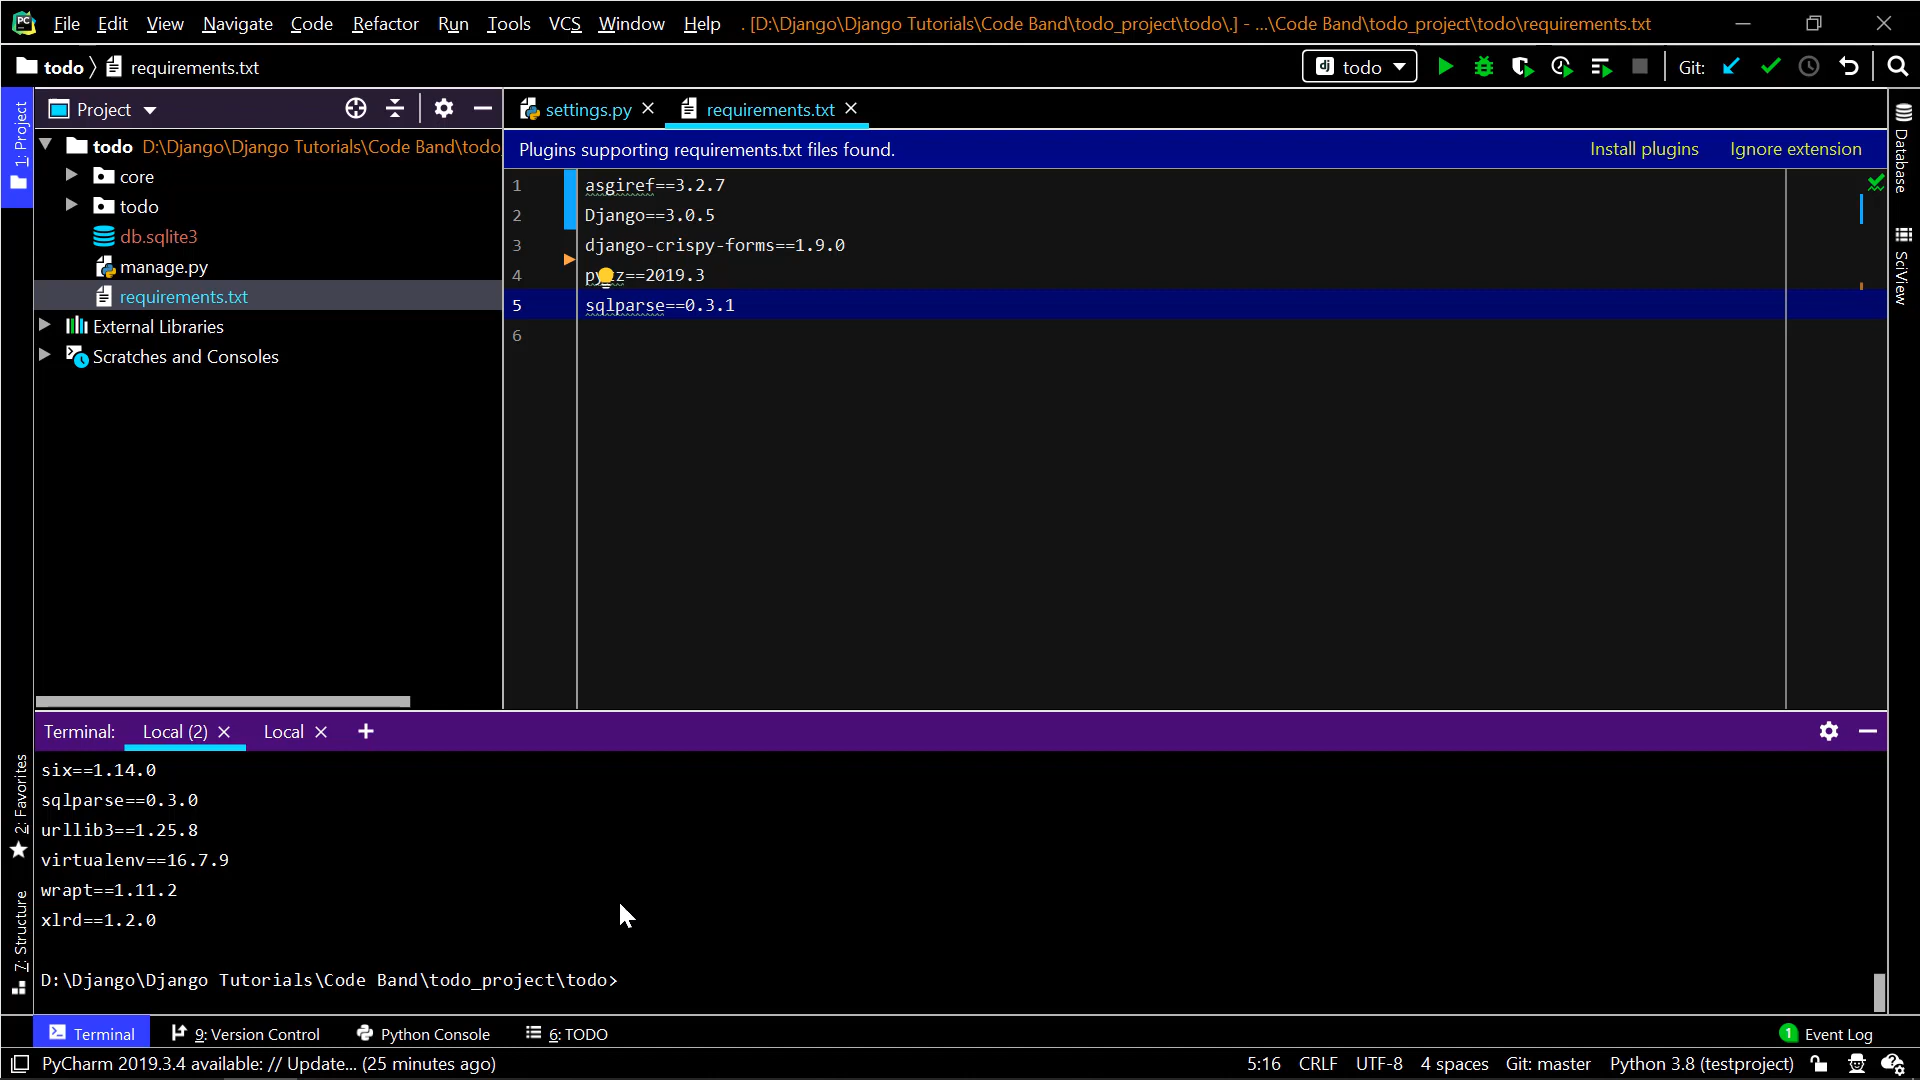 PC File Edit View Navigate Code Refactor Run Tools VCS Window Help . [D:\Django\Django Tutorials\Code Band\todo_project\todo\.] - ...\Code Band\todo_project\todo\requirements.txt
todo requirements.txt
dj todo
Git:
1: Project
Project
settings.py
requirements.txt
todo D:\Django\Django Tutorials\Code Band\todo
core
todo
db.sqlite3
manage.py
requirements.txt
External Libraries
Scratches and Consoles
Plugins supporting requirements.txt files found.
Install plugins
Ignore extension
1 asgiref==3.2.7
2 Django==3.0.5
3 django-crispy-forms==1.9.0
4 ==2019.3
5 sqlparse==0.3.1
6
Database
SciView
Terminal: Local (2) Local
six==1.14.0
sqlparse==0.3.0
urllib3==1.25.8
virtualenv==16.7.9
wrapt==1.11.2
xlrd==1.2.0
D:\Django\Django Tutorials\Code Band\todo_project\todo>
2: Favorites
7: Structure
Terminal 9: Version Control Python Console 6: TODO
1 Event Log
PyCharm 2019.3.4 available: // Update... (25 minutes ago)
5:16 CRLF UTF-8 4 spaces Git: master Python 3.8 (testproject)